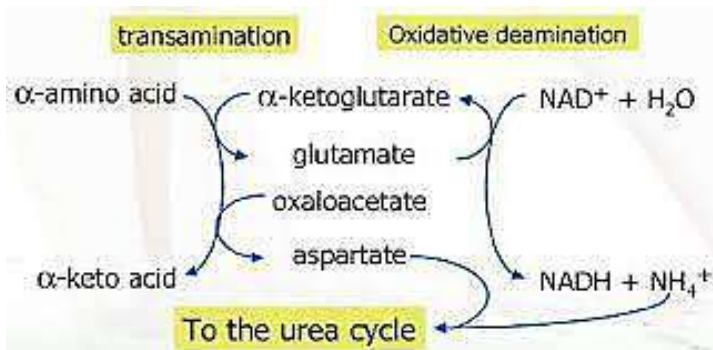 transamination
Oxidative deamination
α-amino acid
α-ketoglutarate
NAD⁺ + H₂O
glutamate
oxaloacetate
aspartate
α-keto acid
NADH + NH₄⁺
To the urea cycle